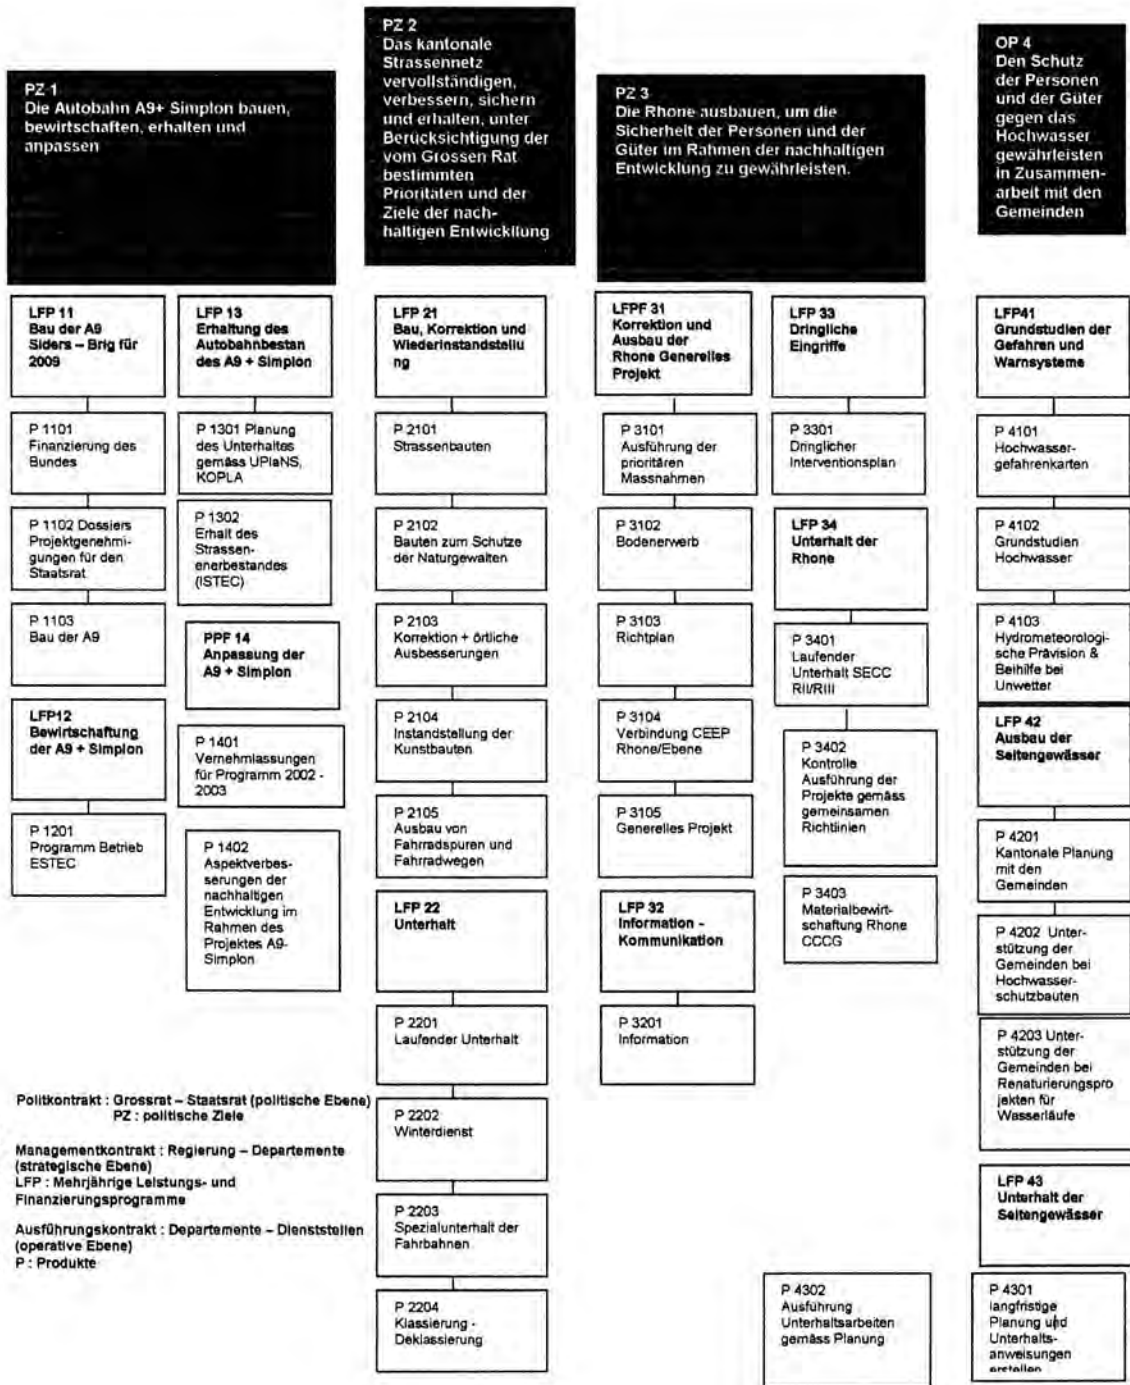 PZ 1
Die Autobahn A9+ Simplon bauen,
bewirtschaften, erhalten und
anpassen
PZ 2
Das kantonale
Strassennetz
vervollständigen,
verbessern, sichern
und erhalten, unter
Berücksichtigung der
vom Grossen Rat
bestimmten
Prioritäten und der
Ziele der nach-
haltigen Entwicklung
PZ 3
Die Rhone ausbauen, um die
Sicherheit der Personen und der
Güter im Rahmen der nachhaltigen
Entwicklung zu gewährleisten.
OP 4
Den Schutz
der Personen
und der Güter
gegen das
Hochwasser
gewährleisten
in Zusammen-
arbeit mit den
Gemeinden
LFP 11
Bau der A9
Siders – Brig für
2009
P 1101
Finanzierung des
Bundes
P 1102 Dossiers
Projektgenehmi-
gungen für den
Staatsrat
P 1103
Bau der A9
LFP12
Bewirtschaftung
der A9 + Simplon
P 1201
Programm Betrieb
ESTEC
LFP 13
Erhaltung des
Autobahnbestan
des A9 + Simplon
P 1301 Planung
des Unterhaltes
gemäss UPlaNS,
KOPLA
P 1302
Erhalt des
Strassen-
enerbestandes
(ISTEC)
PPF 14
Anpassung der
A9 + Simplon
P 1401
Vernehmlassungen
für Programm 2002 -
2003
P 1402
Aspektverbes-
serungen der
nachhaltigen
Entwicklung im
Rahmen des
Projektes A9-
Simplon
LFP 21
Bau, Korrektion und
Wiederinstandstellu
ng
P 2101
Strassenbauten
P 2102
Bauten zum Schutze
der Naturgewalten
P 2103
Korrektion + örtliche
Ausbesserungen
P 2104
Instandstellung der
Kunstbauten
P 2105
Ausbau von
Fahrradspuren und
Fahrradwegen
LFP 22
Unterhalt
P 2201
Laufender Unterhalt
P 2202
Winterdienst
P 2203
Spezialunterhalt der
Fahrbahnen
P 2204
Klassierung -
Deklassierung
LFPF 31
Korrektion und
Ausbau der
Rhone Generelles
Projekt
P 3101
Ausführung der
prioritären
Massnahmen
P 3102
Bodenerwerb
P 3103
Richtplan
P 3104
Verbindung CEEP
Rhone/Ebene
P 3105
Generelles Projekt
LFP 32
Information -
Kommunikation
P 3201
Information
LFP 33
Dringliche
Eingriffe
P 3301
Dringlicher
Interventionsplan
LFP 34
Unterhalt der
Rhone
P 3401
Laufender
Unterhalt SECC
RII/RIII
P 3402
Kontrolle
Ausführung der
Projekte gemäss
gemeinsamen
Richtlinien
P 3403
Materialbewirt-
schaftung Rhone
CCCG
LFP41
Grundstudien der
Gefahren und
Warnsysteme
P 4101
Hochwasser-
gefahrenkarten
P 4102
Grundstudien
Hochwasser
P 4103
Hydrometeorologi-
sche Prävision &
Beihilfe bei
Unwetter
LFP 42
Ausbau der
Seitengewässer
P 4201
Kantonale Planung
mit den
Gemeinden
P 4202 Unter-
stützung der
Gemeinden bei
Hochwasser-
schutzbauten
P 4203 Unter-
stützung der
Gemeinden bei
Renaturierungspro
jekten für
Wasserläufe
LFP 43
Unterhalt der
Seitengewässer
P 4302
Ausführung
Unterhaltsarbeiten
gemäss Planung
P 4301
langfristige
Planung und
Unterhalts-
anweisungen
erstellen
Politkontrakt : Grossrat – Staatsrat (politische Ebene)
PZ : politische Ziele
Managementkontrakt : Regierung – Departemente
(strategische Ebene)
LFP : Mehrjährige Leistungs- und
Finanzierungsprogramme
Ausführungskontrakt : Departemente – Dienststellen
(operative Ebene)
P : Produkte